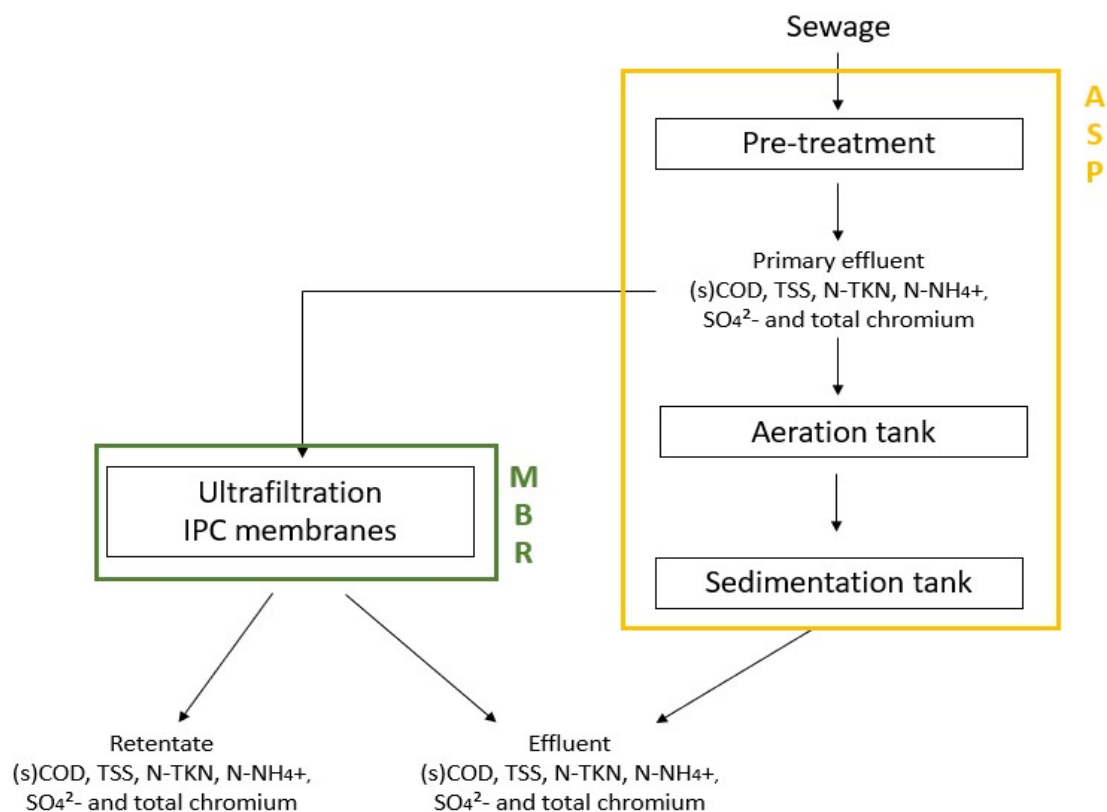 Sewage
A
S
P
Pre-treatment
Primary effluent
(s)COD, TSS, N-TKN, N-NH4+,
SO4²- and total chromium
Aeration tank
Ultrafiltration
IPC membranes
M
B
R
Sedimentation tank
Retentate
(s)COD, TSS, N-TKN, N-NH4+,
SO4²- and total chromium
Effluent
(s)COD, TSS, N-TKN, N-NH4+,
SO4²- and total chromium